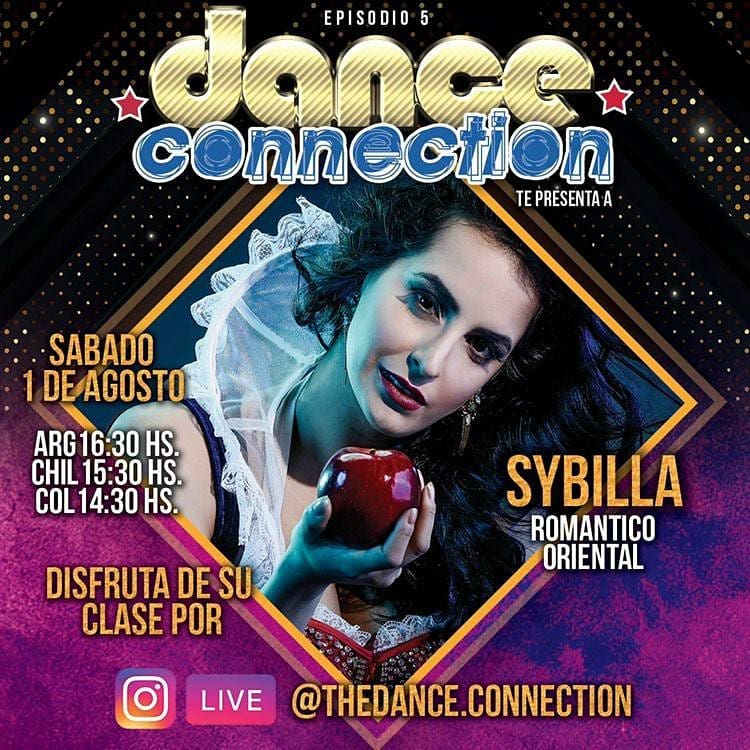 EPISODIO 5
dance
connection
TE PRESENTA A
SABADO
1 DE AGOSTO
ARG 16:30 HS.
CHIL 15:30 HS.
COL 14:30 HS.
SYBILLA
ROMANTICO
ORIENTAL
DISFRUTA DE SU
CLASE POR
LIVE @THEDANCE.CONNECTION